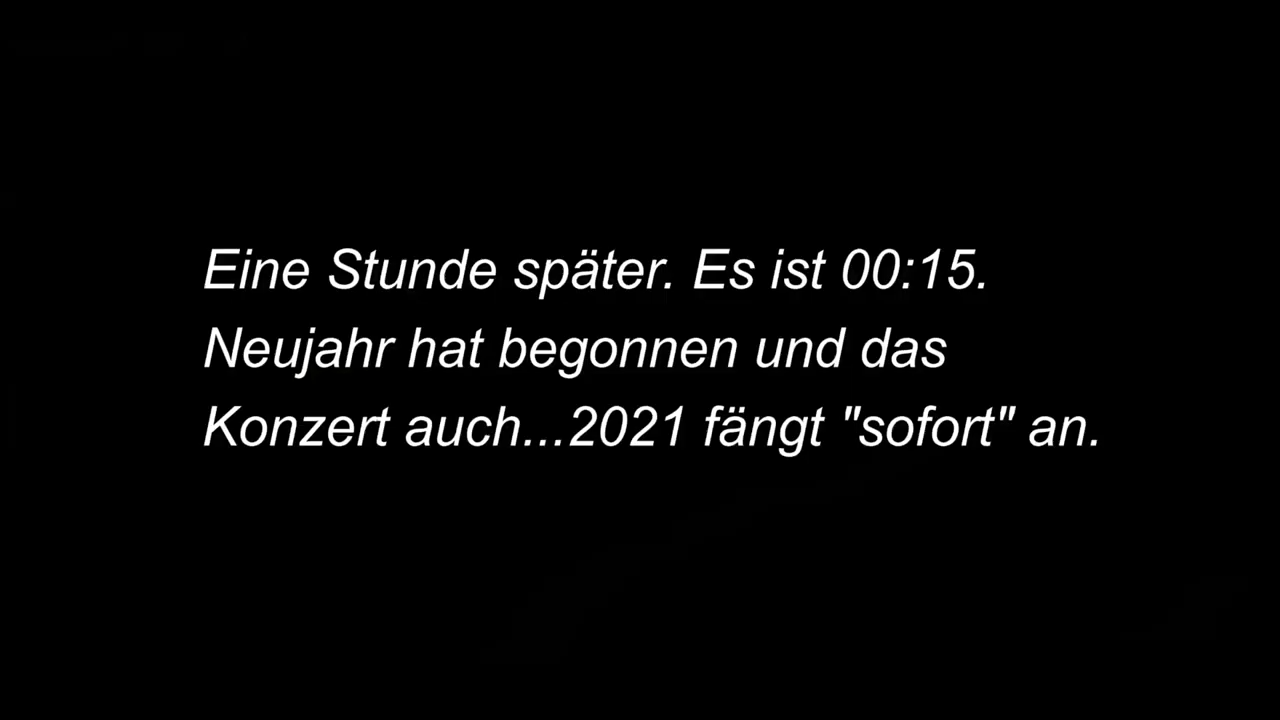 Eine Stunde später. Es ist 00:15.
Neujahr hat begonnen und das
Konzert auch...2021 fängt "sofort" an.